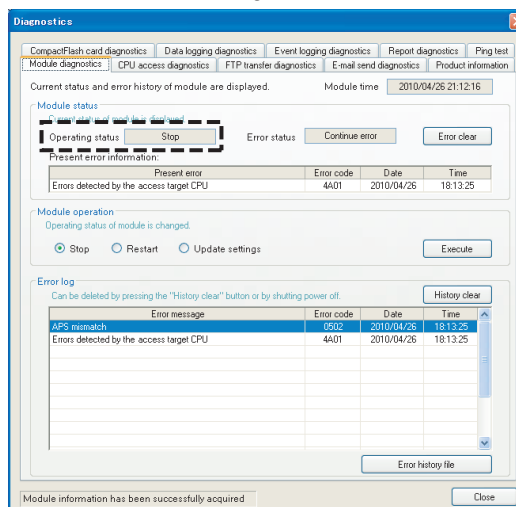 Diagnostics
CompactFlash card diagnostics Data logging diagnostics Event logging diagnostics Report diagnostics Ping test
Module diagnostics CPU access diagnostics FTP transfer diagnostics E-mail send diagnostics Product information
Current status and error history of module are displayed. Module time 2010/04/26 21:12:16
Module status
Current status of module is displayed.
Operating status Stop Error status Continue error Error clear
Present error information:
Present error Error code Date Time
Errors detected by the access target CPU 4A01 2010/04/26 18:13:25
Module operation
Operating status of module is changed.
Stop Restart Update settings Execute
Error log
Can be deleted by pressing the "History clear" button or by shutting power off. History clear
Error message Error code Date Time
APS mismatch 0502 2010/04/26 18:13:25
Errors detected by the access target CPU 4A01 2010/04/26 18:13:25
Error history file
Module information has been successfully acquired Close